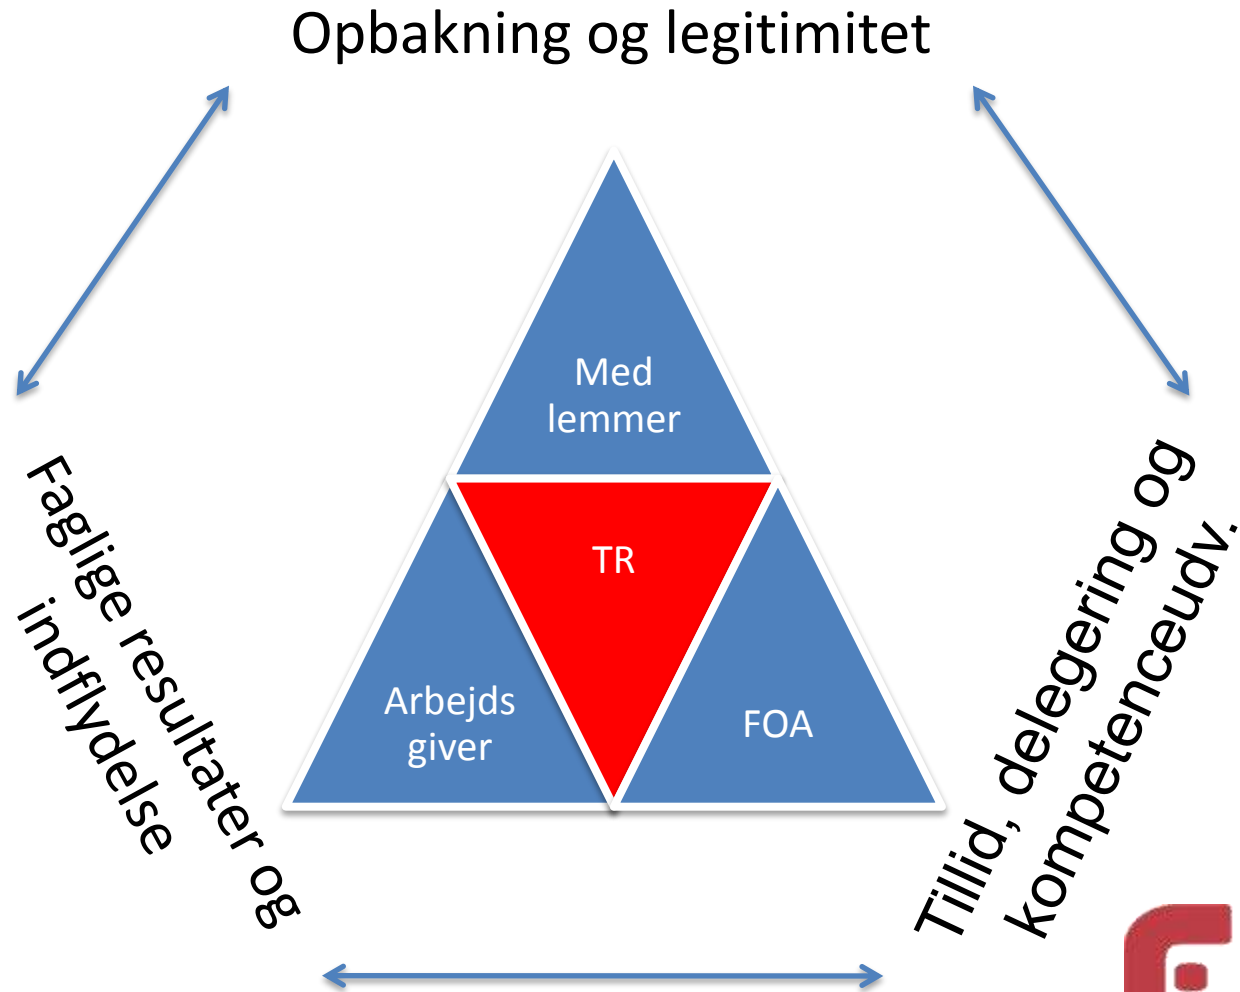 Opbakning og legitimitet
Med
lemmer
TR
Arbejds
giver
FOA
Faglige resultater og
indflydelse
Tillid, delegering og
kompetenceudv.